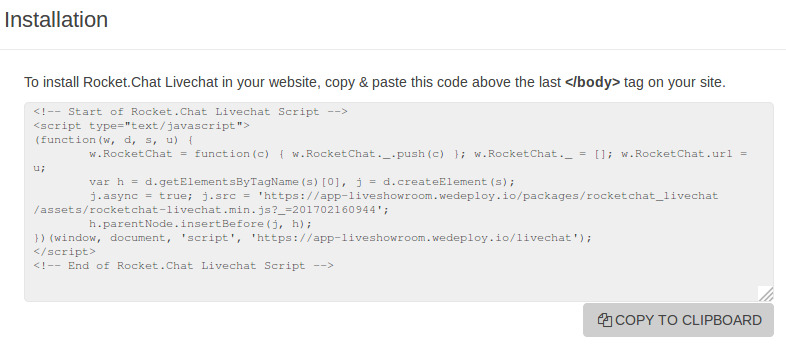 Installation
To install Rocket.Chat Livechat in your website, copy & paste this code above the last </body> tag on your site.
<!-- Start of Rocket.Chat Livechat Script -->
<script type="text/javascript">
(function(w, d, s, u) {
        w.RocketChat = function(c) { w.RocketChat._.push(c) }; w.RocketChat._ = []; w.RocketChat.url =
u;
        var h = d.getElementsByTagName(s)[0], j = d.createElement(s);
        j.async = true; j.src = 'https://app-liveshowroom.wedeploy.io/packages/rocketchat_livechat
/assets/rocketchat-livechat.min.js?_=201702160944';
        h.parentNode.insertBefore(j, h);
})(window, document, 'script', 'https://app-liveshowroom.wedeploy.io/livechat');
</script>
<!-- End of Rocket.Chat Livechat Script -->
COPY TO CLIPBOARD